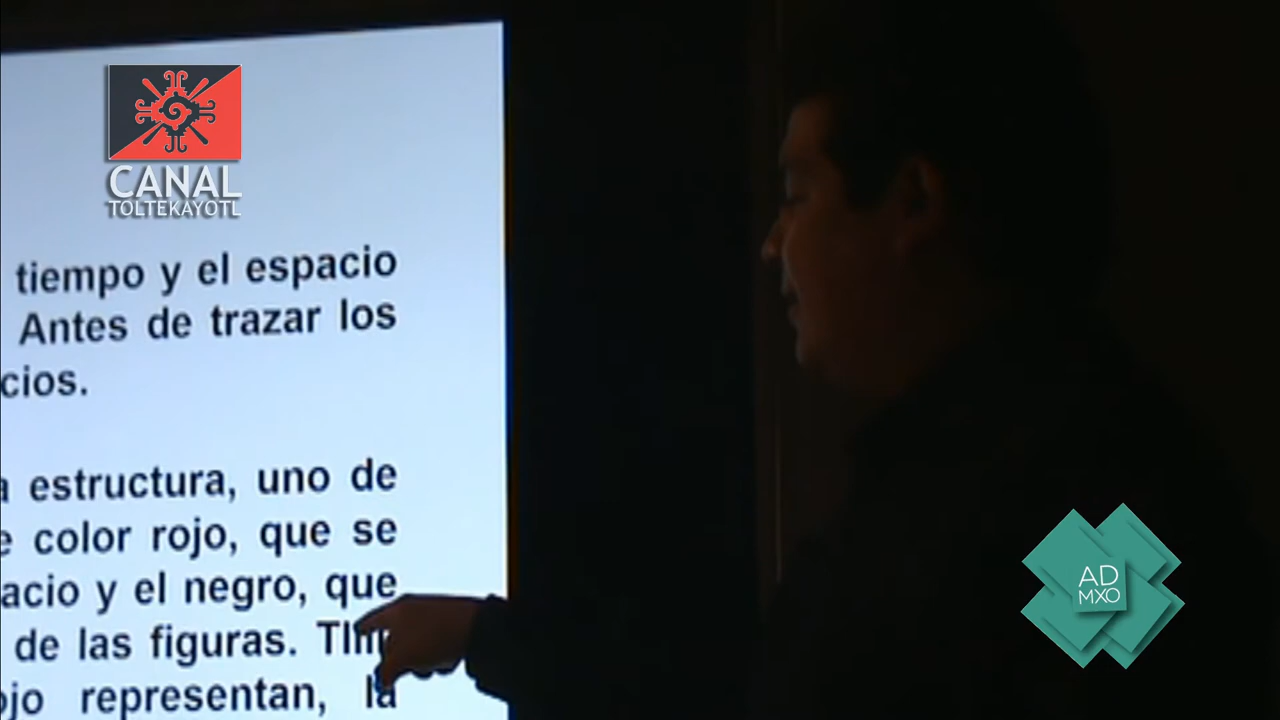 CANAL
TOLTEKAYOTL
tiempo y el espacio
Antes de trazar los
cios.
a estructura, uno de
e color rojo, que se
acio y el negro, que
de las figuras.
ojo representan, la
AD
MXO